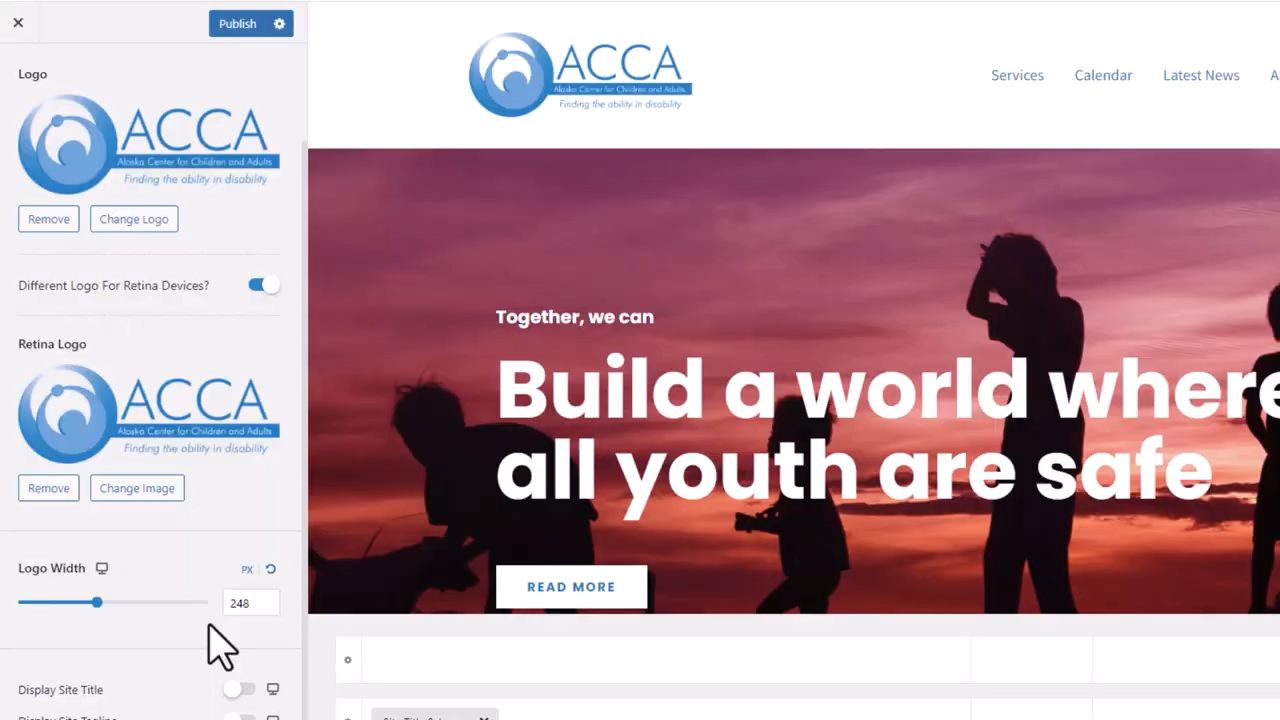 Publish
Logo
ACCA
Alaska Center for Children and Adults
Finding the ability in disability
Remove
Change Logo
Different Logo For Retina Devices?
Retina Logo
ACCA
Alaska Center for Children and Adults
Finding the ability in disability
Remove
Change Image
Logo Width
PX
248
Display Site Title
ACCA
Alaska Center for Children and Adults
Finding the ability in disability
Services
Calendar
Latest News
Together, we can
Build a world where
all youth are safe
READ MORE